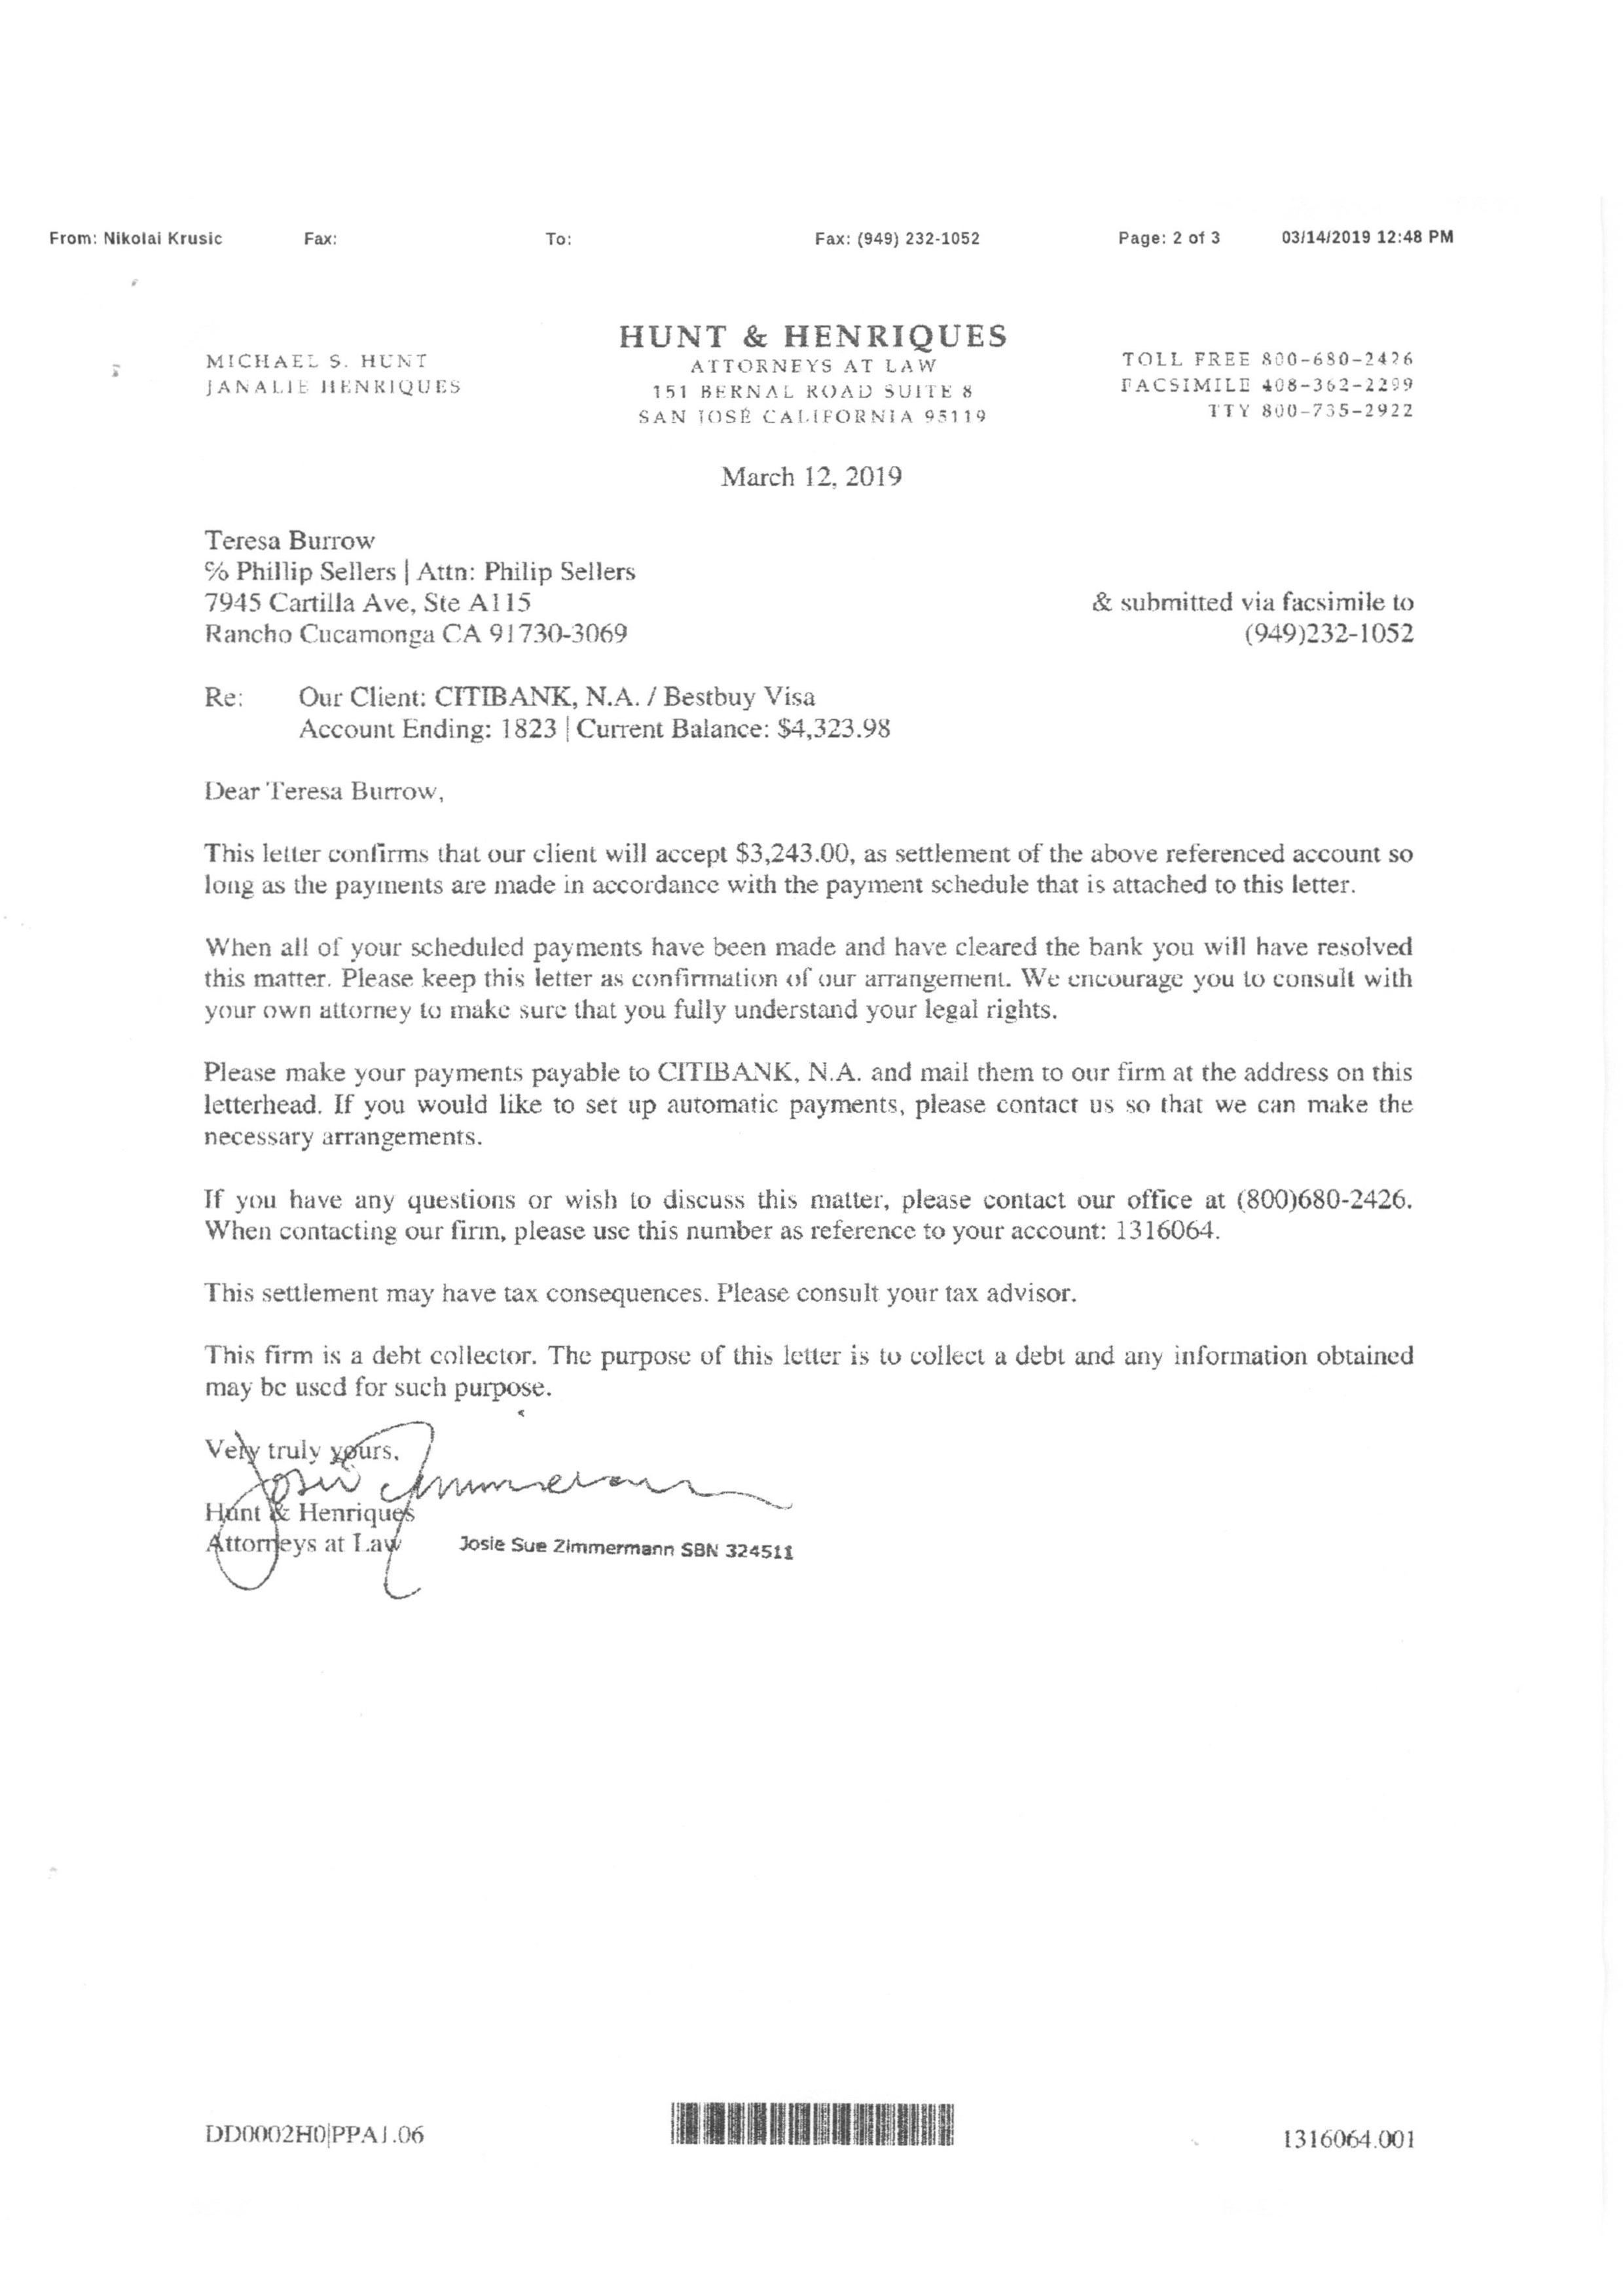 From: Nikolai Krusic Fax: To: Fax: (949) 232-1052 Page: 2 of 3 03/14/2019 12:48 PM
HUNT & HENRIQUES
ATTORNEYS AT LAW
151 BERNAL ROAD SUITE 8
SAN JOSÉ CALIFORNIA 95119
MICHAEL S. HUNT
JANALIE HENRIQUES
TOLL FREE 800-680-2426
FACSIMILE 408-362-2299
TTY 800-735-2922
March 12, 2019
Teresa Burrow
℅ Phillip Sellers | Attn: Philip Sellers
7945 Cartilla Ave, Ste A115
Rancho Cucamonga CA 91730-3069
& submitted via facsimile to
(949)232-1052
Re: Our Client: CITIBANK, N.A. / Bestbuy Visa
Account Ending: 1823 | Current Balance: $4,323.98
Dear Teresa Burrow,
This letter confirms that our client will accept $3,243.00, as settlement of the above referenced account so
long as the payments are made in accordance with the payment schedule that is attached to this letter.
When all of your scheduled payments have been made and have cleared the bank you will have resolved
this matter. Please keep this letter as confirmation of our arrangement. We encourage you to consult with
your own attorney to make sure that you fully understand your legal rights.
Please make your payments payable to CITIBANK, N.A. and mail them to our firm at the address on this
letterhead. If you would like to set up automatic payments, please contact us so that we can make the
necessary arrangements.
If you have any questions or wish to discuss this matter, please contact our office at (800)680-2426.
When contacting our firm, please use this number as reference to your account: 1316064.
This settlement may have tax consequences. Please consult your tax advisor.
This firm is a debt collector. The purpose of this letter is to collect a debt and any information obtained
may be used for such purpose.
Very truly yours,
Josie Zimmermann
Hunt & Henriques
Attorneys at Law Josie Sue Zimmermann SBN 324511
DD0002H0|PPA1.06
1316064.001